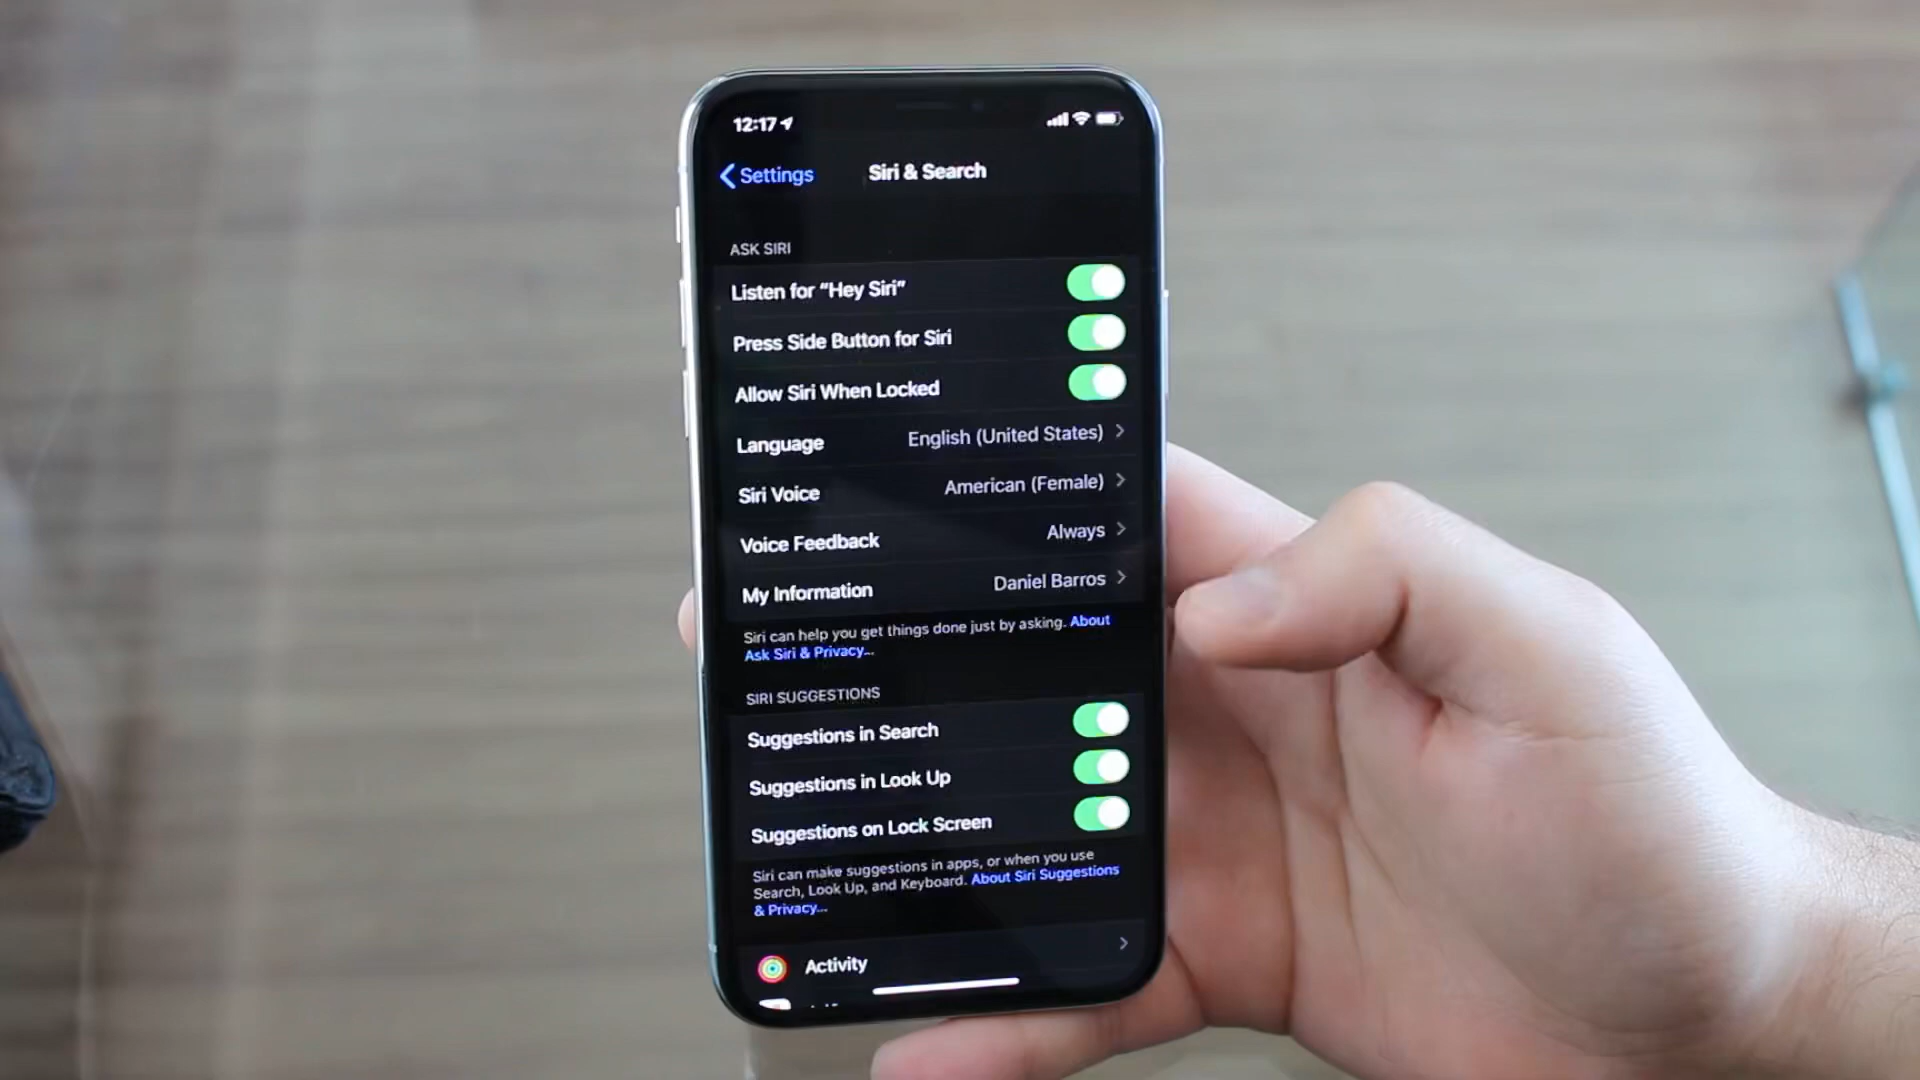 12:17
Settings
Siri & Search
ASK SIRI
Listen for “Hey Siri”
Press Side Button for Siri
Allow Siri When Locked
Language English (United States)
Siri Voice American (Female)
Voice Feedback Always
My Information Daniel Barros
Siri can help you get things done just by asking. About
Ask Siri & Privacy...
SIRI SUGGESTIONS
Suggestions in Search
Suggestions in Look Up
Suggestions on Lock Screen
Siri can make suggestions in apps, or when you use
Search, Look Up, and Keyboard. About Siri Suggestions
& Privacy...
Activity